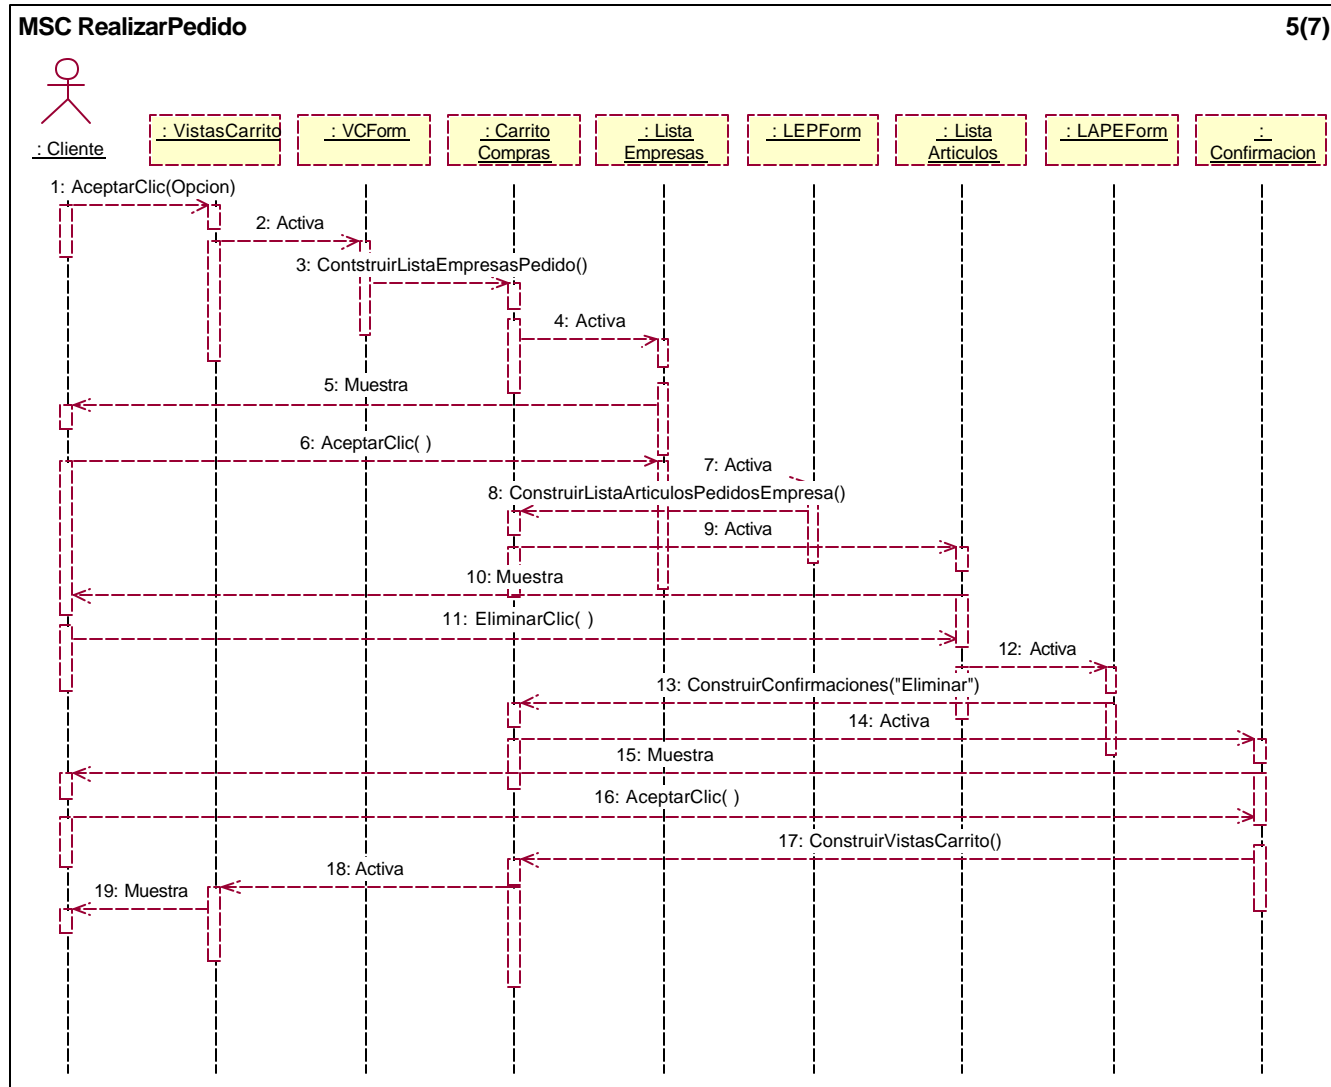 MSC RealizarPedido
5(7)
: Cliente
: VistasCarrito
: VCForm
: Carrito
Compras
: Lista
Empresas
: LEPForm
: Lista
Articulos
: LAPEForm
:
Confirmacion
1: AceptarClic(Opcion)
2: Activa
3: ContstruirListaEmpresasPedido()
4: Activa
5: Muestra
6: AceptarClic( )
7: Activa
8: ConstruirListaArticulosPedidosEmpresa()
9: Activa
10: Muestra
11: EliminarClic( )
12: Activa
13: ConstruirConfirmaciones("Eliminar")
14: Activa
15: Muestra
16: AceptarClic( )
17: ConstruirVistasCarrito()
18: Activa
19: Muestra